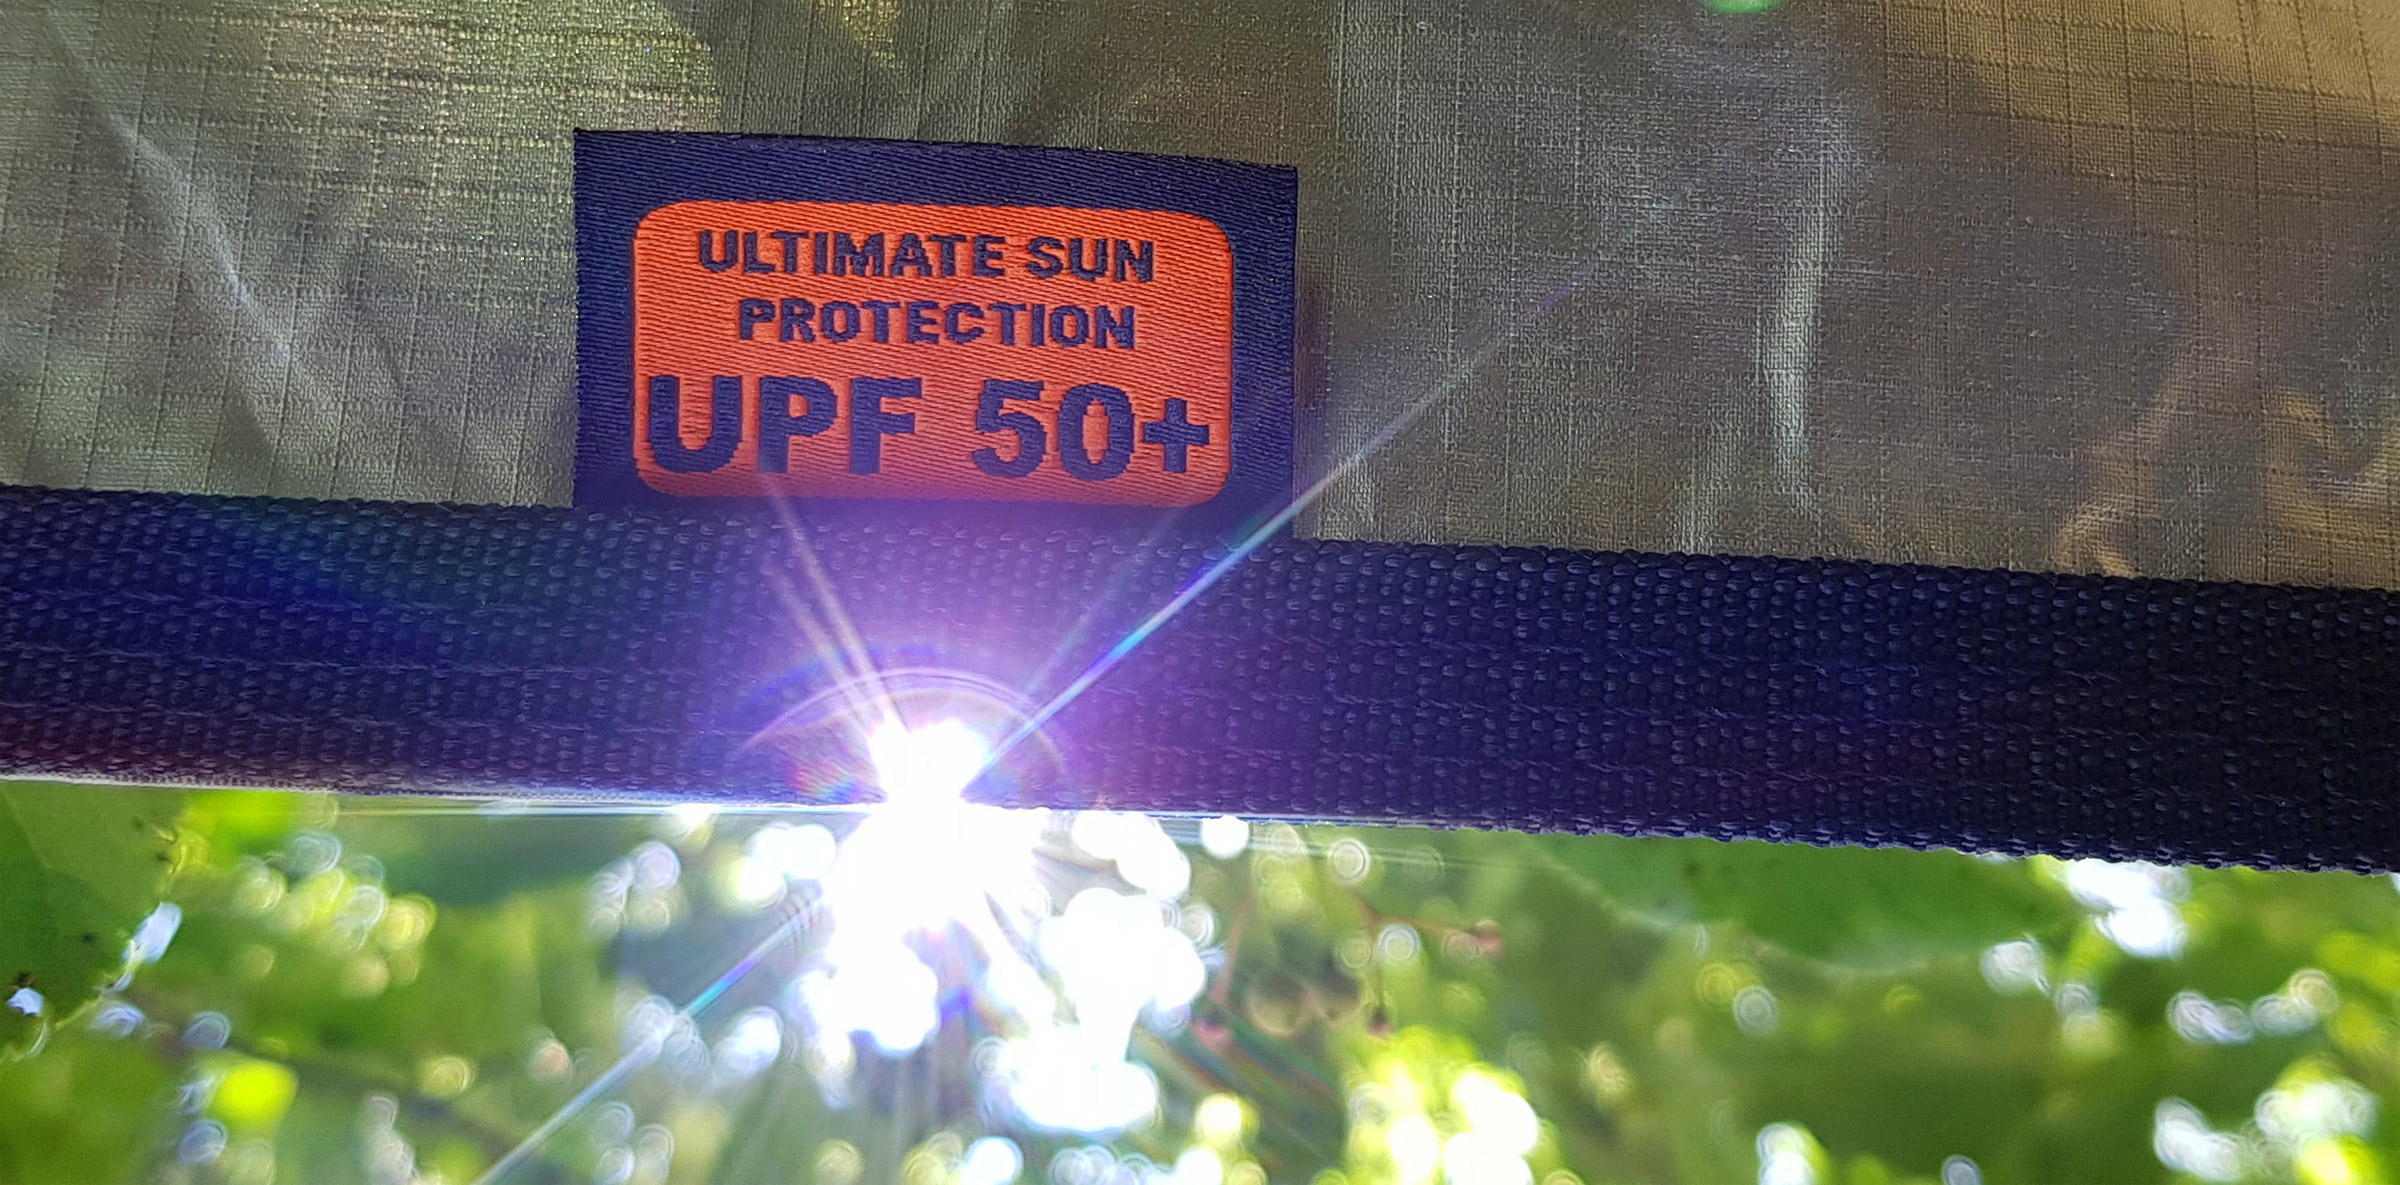 ULTIMATE SUN
PROTECTION
UPF 50+